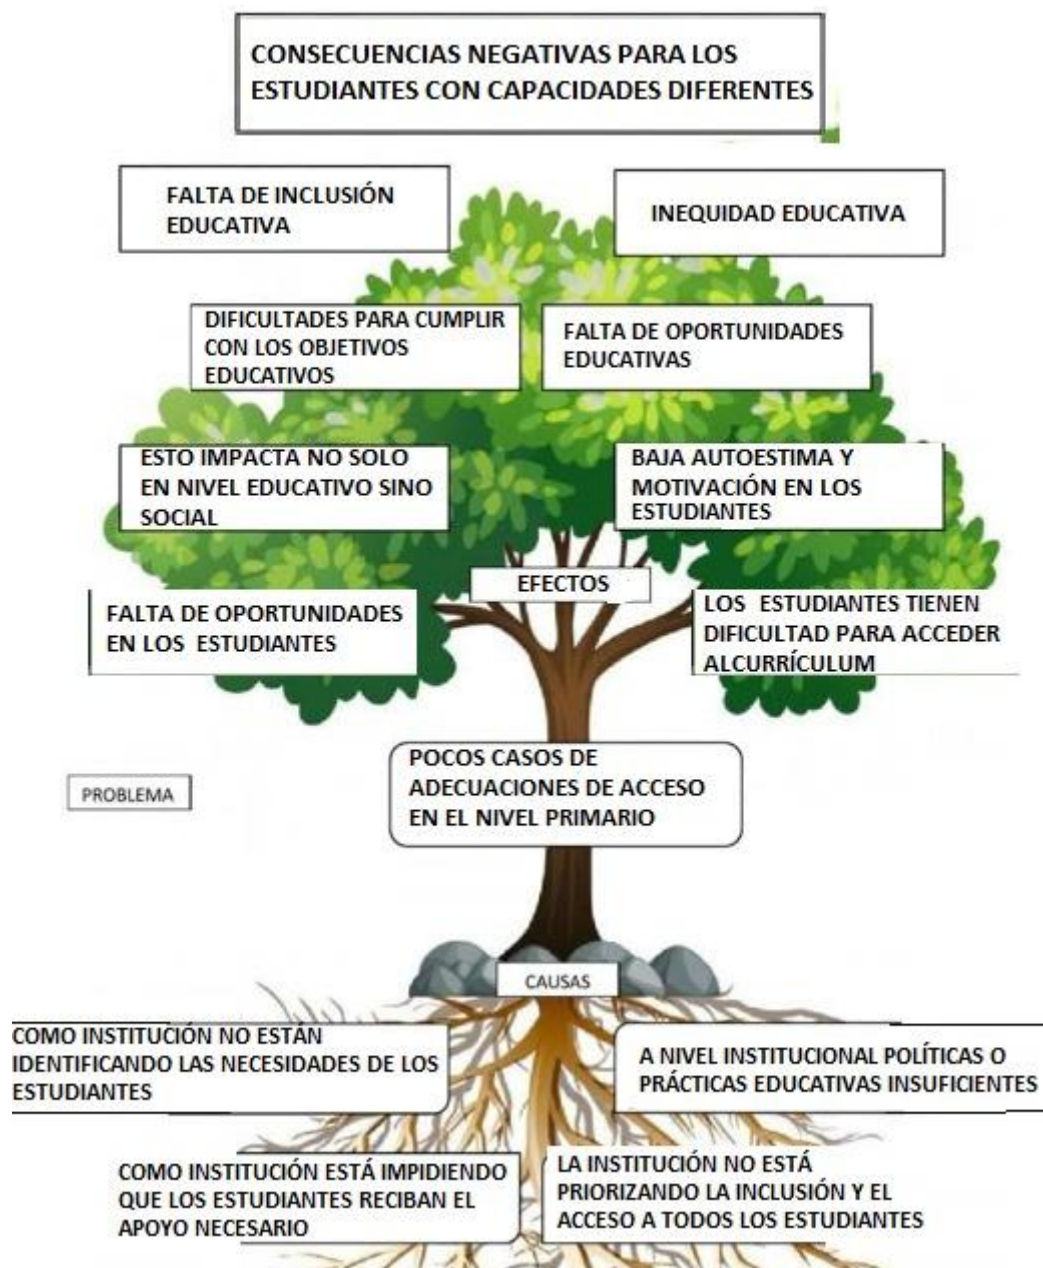 CONSECUENCIAS NEGATIVAS PARA LOS
ESTUDIANTES CON CAPACIDADES DIFERENTES
FALTA DE INCLUSIÓN
EDUCATIVA
INEQUIDAD EDUCATIVA
DIFICULTADES PARA CUMPLIR
CON LOS OBJETIVOS
EDUCATIVOS
FALTA DE OPORTUNIDADES
EDUCATIVAS
ESTO IMPACTA NO SOLO
EN NIVEL EDUCATIVO SINO
SOCIAL
BAJA AUTOESTIMA Y
MOTIVACIÓN EN LOS
ESTUDIANTES
EFECTOS
FALTA DE OPORTUNIDADES
EN LOS ESTUDIANTES
LOS ESTUDIANTES TIENEN
DIFICULTAD PARA ACCEDER
ALCURRÍCULUM
PROBLEMA
POCOS CASOS DE
ADECUACIONES DE ACCESO
EN EL NIVEL PRIMARIO
CAUSAS
COMO INSTITUCIÓN NO ESTÁN
IDENTIFICANDO LAS NECESIDADES DE LOS
ESTUDIANTES
A NIVEL INSTITUCIONAL POLÍTICAS O
PRÁCTICAS EDUCATIVAS INSUFICIENTES
COMO INSTITUCIÓN ESTÁ IMPIDIENDO
QUE LOS ESTUDIANTES RECIBAN EL
APOYO NECESARIO
LA INSTITUCIÓN NO ESTÁ
PRIORIZANDO LA INCLUSIÓN Y EL
ACCESO A TODOS LOS ESTUDIANTES